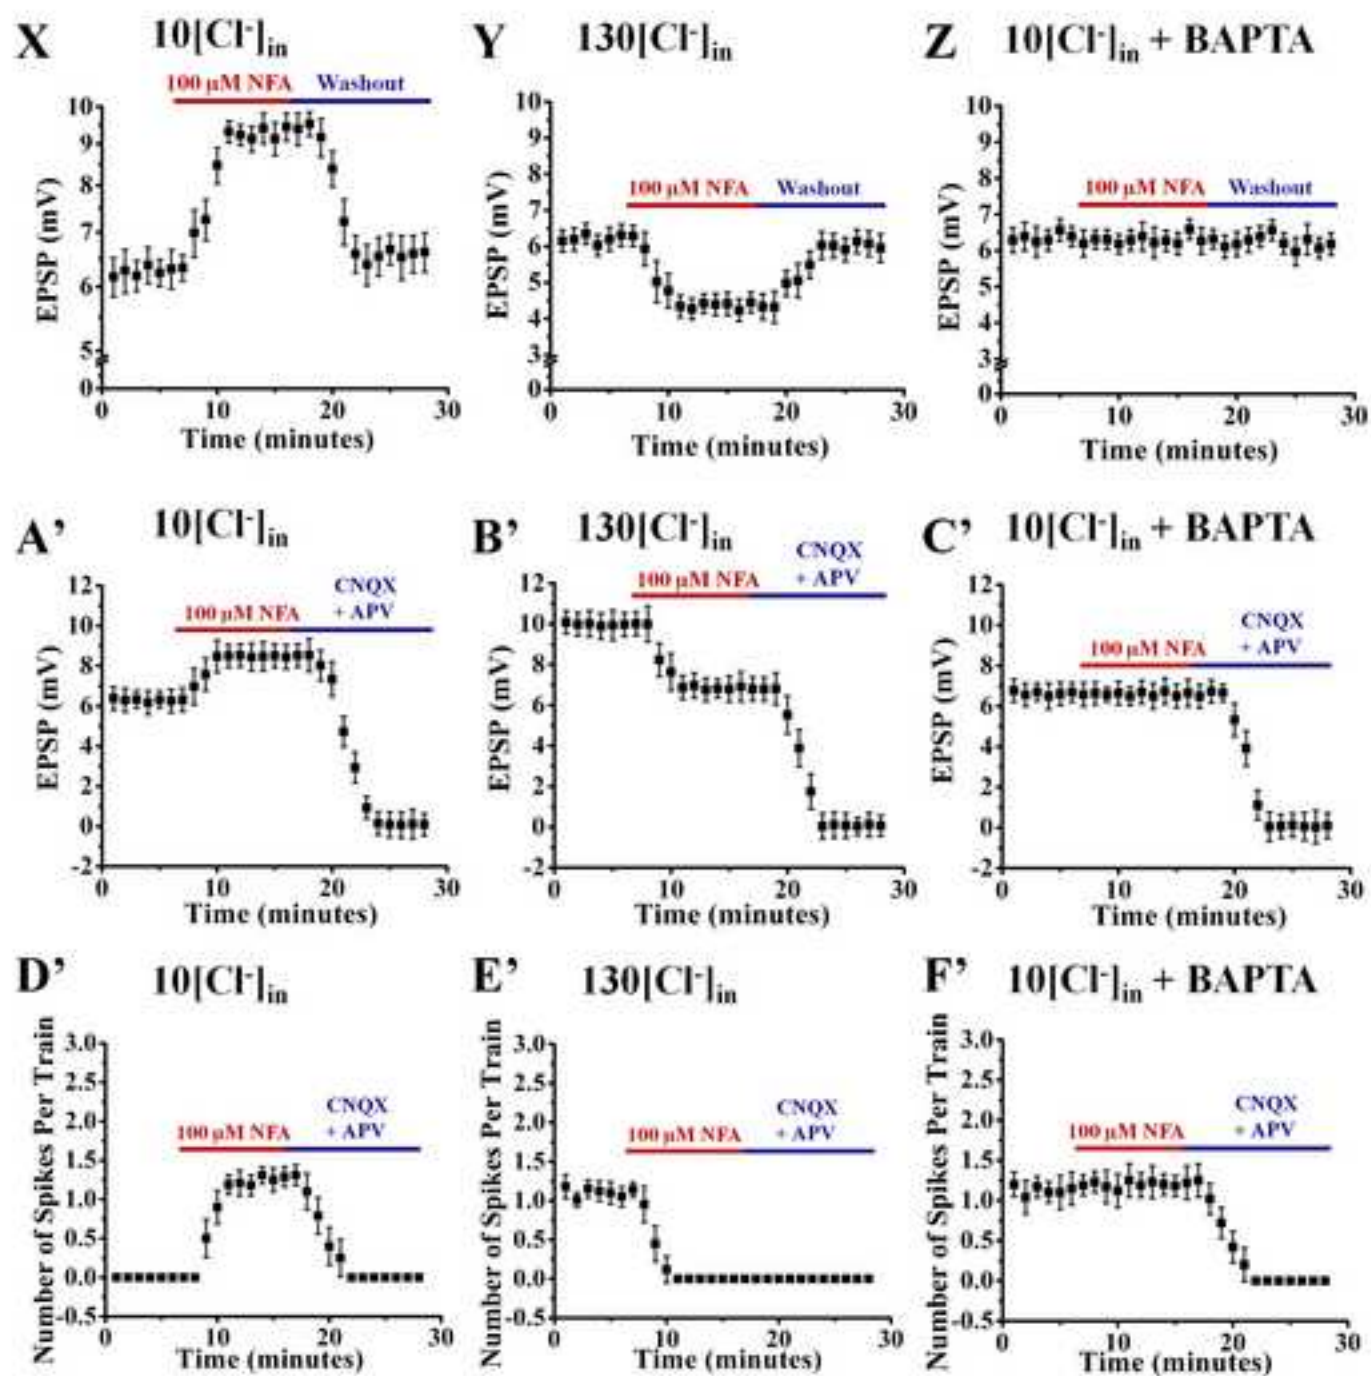 X 10[Cl-]in
100 µM NFA Washout
10
9
8
7
6
5
0
EPSP (mV)
0 10 20 30
Time (minutes)
Y 130[Cl-]in
100 µM NFA Washout
10
9
8
7
6
5
4
3
0
EPSP (mV)
0 10 20 30
Time (minutes)
Z 10[Cl-]in + BAPTA
100 µM NFA Washout
10
9
8
7
6
5
4
3
0
EPSP (mV)
0 10 20 30
Time (minutes)
A’ 10[Cl-]in
CNQX
100 µM NFA + APV
12
10
8
6
4
2
0
-2
EPSP (mV)
0 10 20 30
Time (minutes)
B’ 130[Cl-]in
CNQX
100 µM NFA + APV
12
10
8
6
4
2
0
-2
EPSP (mV)
0 10 20 30
Time (minutes)
C’ 10[Cl-]in + BAPTA
CNQX
100 µM NFA + APV
12
10
8
6
4
2
0
-2
EPSP (mV)
0 10 20 30
Time (minutes)
D’ 10[Cl-]in
CNQX
100 µM NFA + APV
3.0
2.5
2.0
1.5
1.0
0.5
0.0
-0.5
Number of Spikes Per Train
0 10 20 30
Time (minutes)
E’ 130[Cl-]in
CNQX
100 µM NFA + APV
3.0
2.5
2.0
1.5
1.0
0.5
0.0
-0.5
Number of Spikes Per Train
0 10 20 30
Time (minutes)
F’ 10[Cl-]in + BAPTA
CNQX
100 µM NFA + APV
3.0
2.5
2.0
1.5
1.0
0.5
0.0
-0.5
Number of Spikes Per Train
0 10 20 30
Time (minutes)